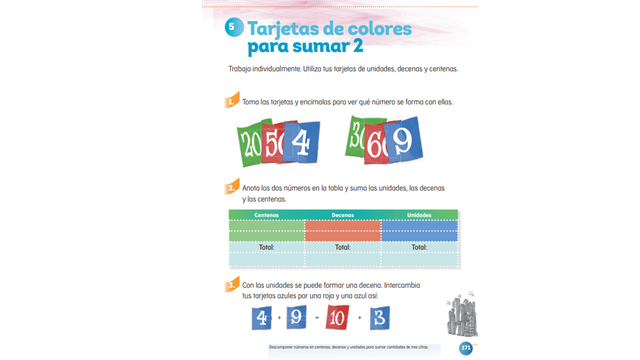 5
Tarjetas de colores
para sumar 2
Trabaja individualmente. Utiliza tus tarjetas de unidades, decenas y centenas.
1. Toma las tarjetas y encímalas para ver qué número se forma con ellas.
20 50 4 30 60 9
2. Anota los dos números en la tabla y suma las unidades, las decenas
y las centenas.
Centenas Decenas Unidades
Total: Total: Total:
3. Con las unidades se puede formar una decena. Intercambia
tus tarjetas azules por una roja y una azul así:
4 + 9 = 10 + 3
Descomponer números en centenas, decenas y unidades para sumar cantidades de tres cifras.
171